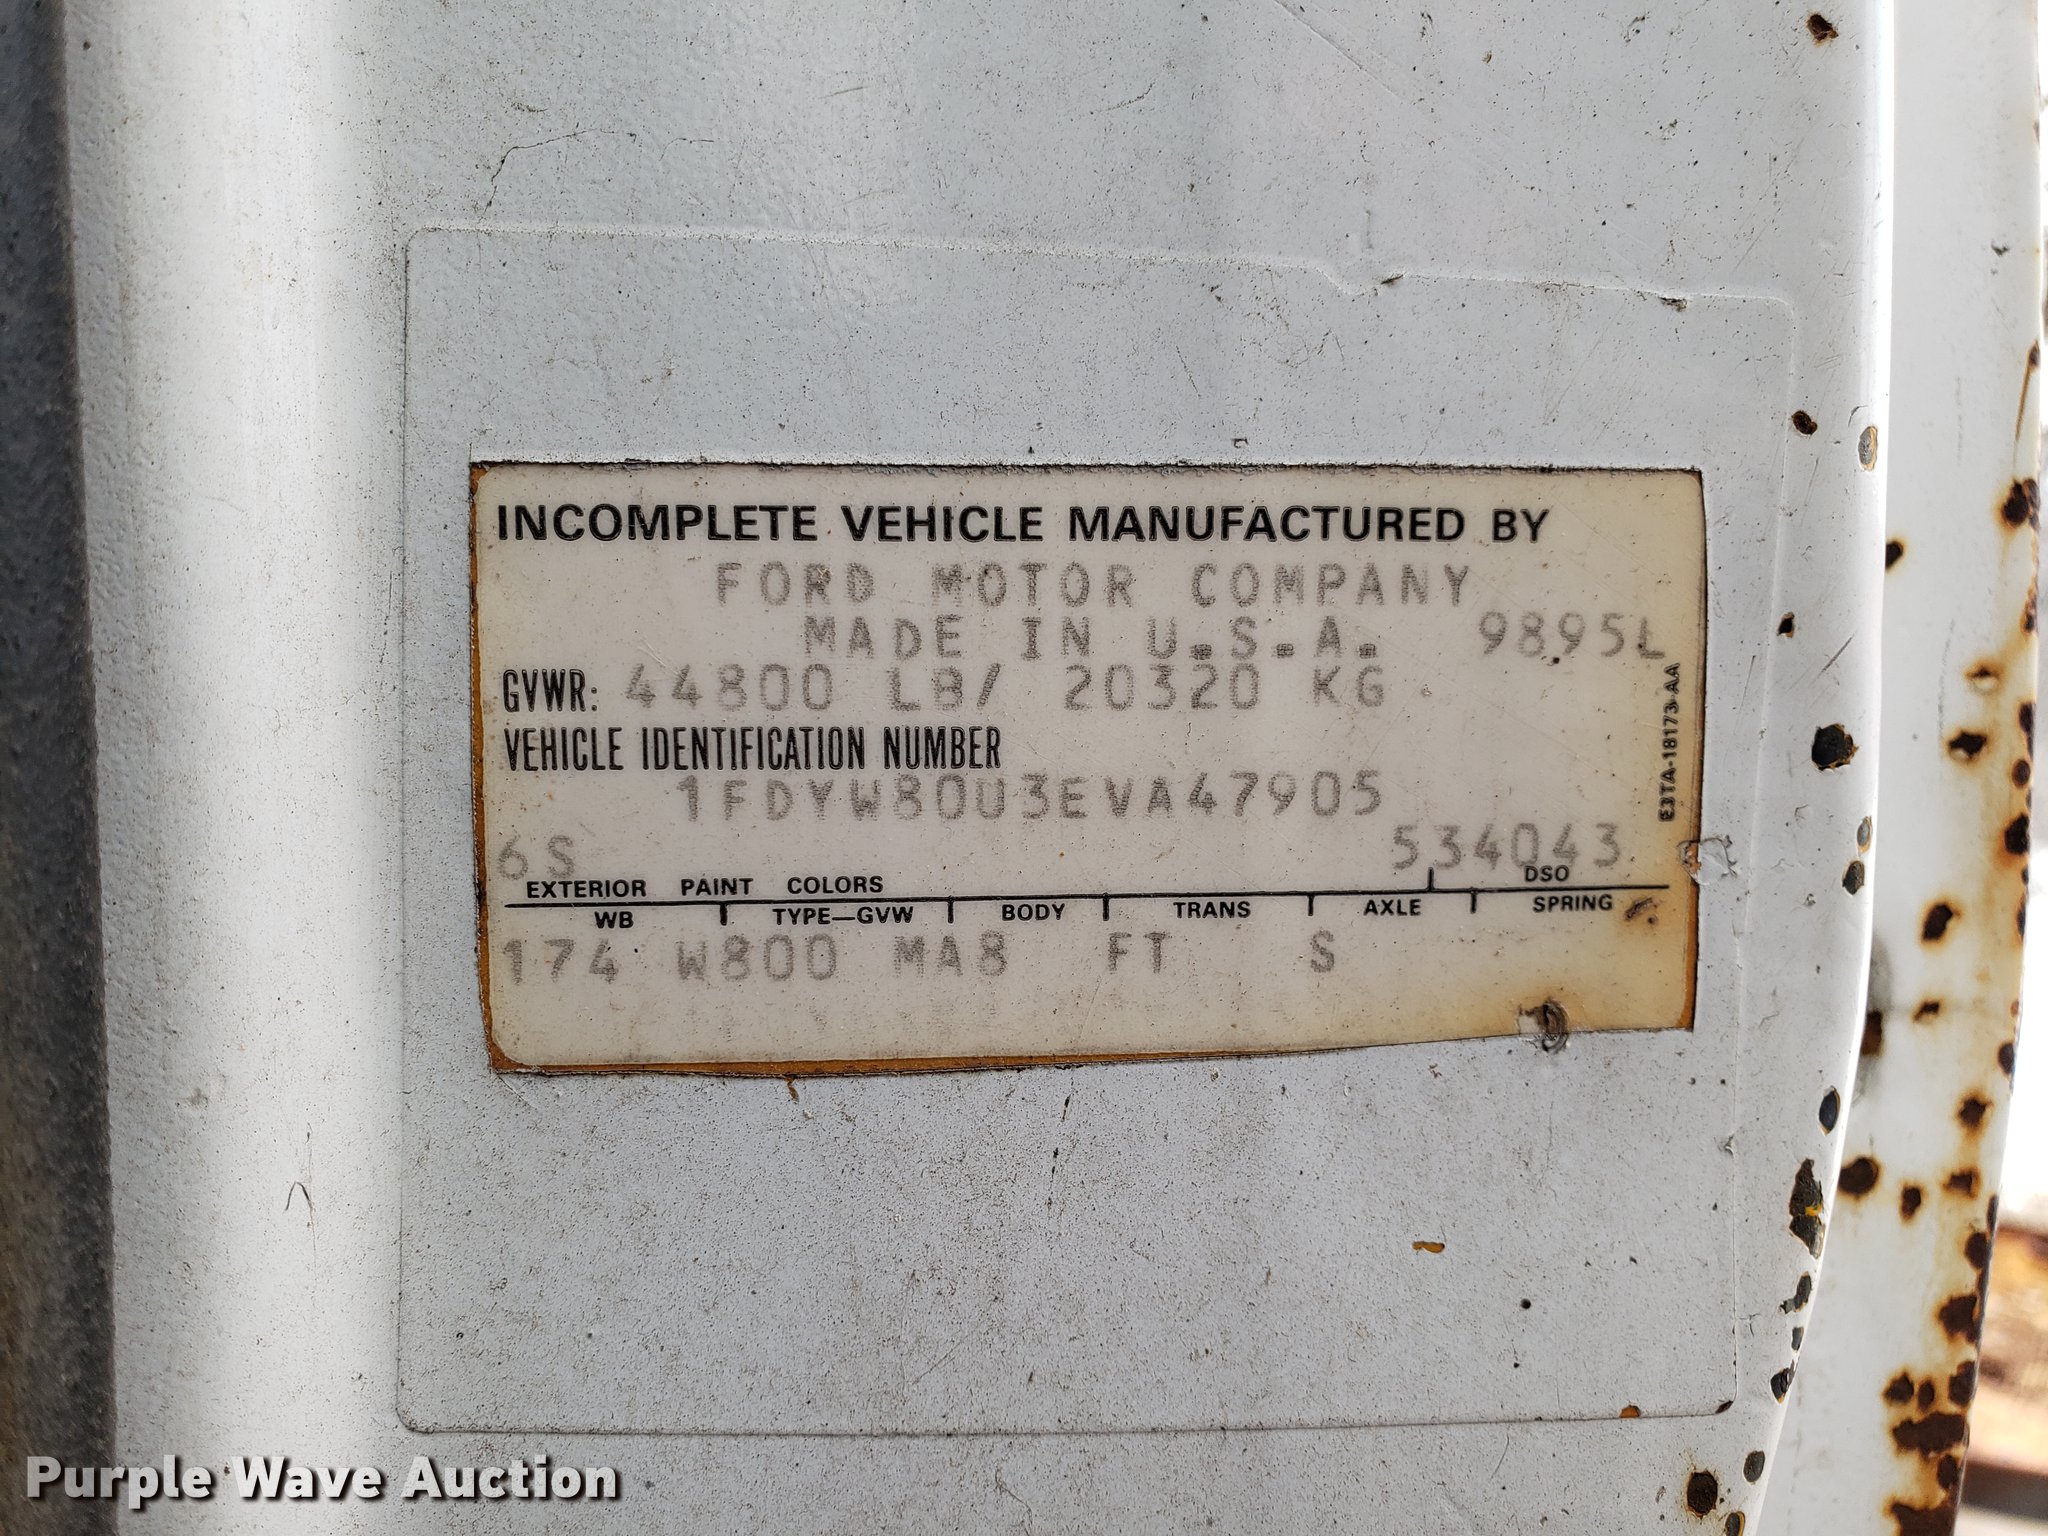 INCOMPLETE VEHICLE MANUFACTURED BY
FORD MOTOR COMPANY
MADE IN U.S.A. 9895L
GVWR: 44800 LB/ 20320 KG
VEHICLE IDENTIFICATION NUMBER
1FDYW80U3EVA47905
E3TA-18173-AA
6S 534043
EXTERIOR PAINT COLORS DSO
WB TYPE—GVW BODY TRANS AXLE SPRING
174 W800 MA8 FT S
Purple Wave Auction